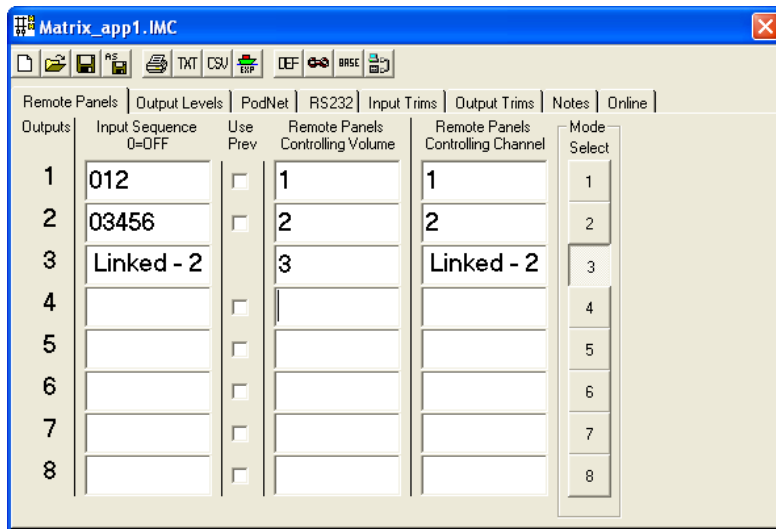 Matrix_app1.IMC
AS TXT CSV EXP DEF BASE
Remote Panels Output Levels PodNet RS232 Input Trims Output Trims Notes Online
Outputs Input Sequence Use Remote Panels Remote Panels Mode
0=OFF Prev Controlling Volume Controlling Channel Select
1 012 1 1 1
2 03456 2 2 2
3 Linked - 2 3 Linked - 2 3
4 4
5 5
6 6
7 7
8 8